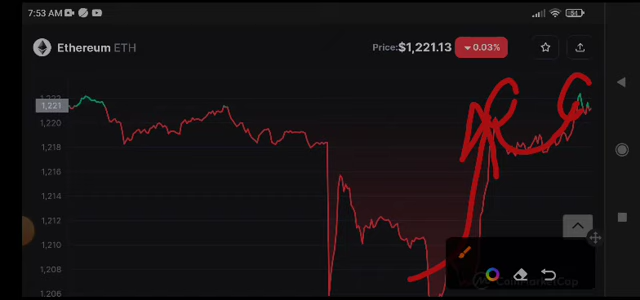 7:53 AM
Ethereum ETH
Price: $1,221.13 0.03%
1,221
1,220
1,218
1,216
1,214
1,212
1,210
1,208
1,206
CoinMarketCap